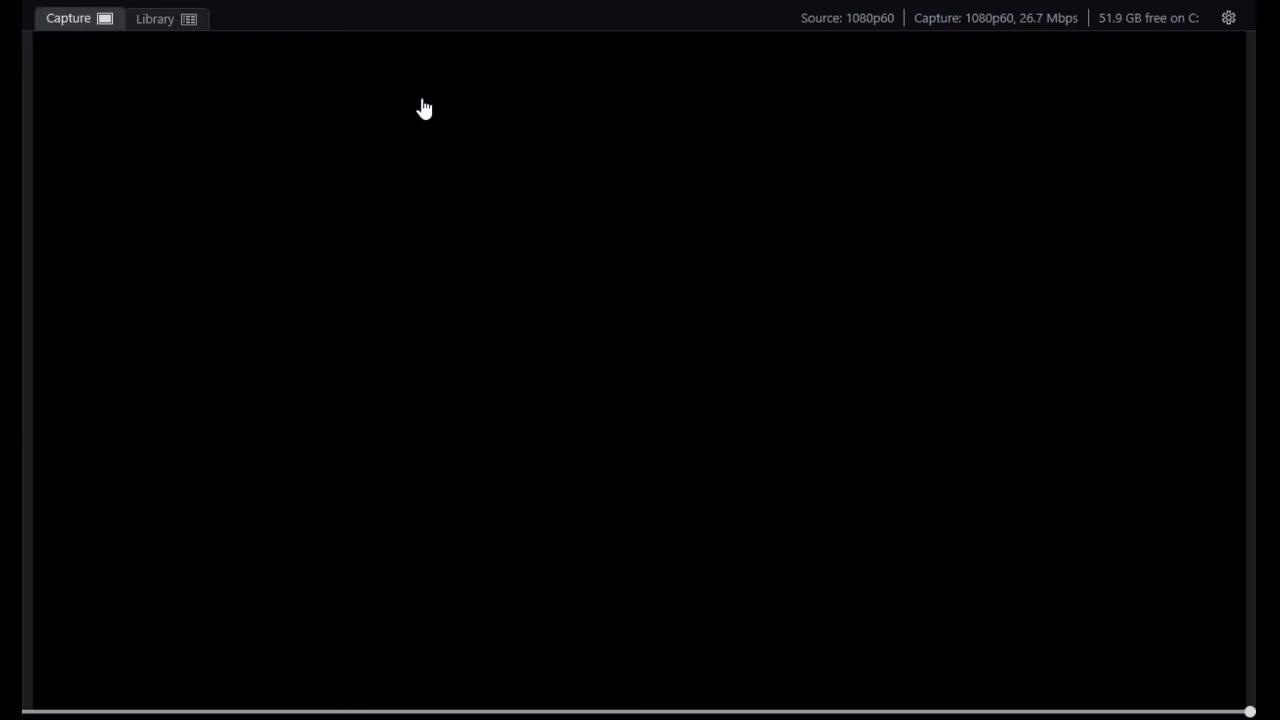 Capture
Library
Source: 1080p60
Capture: 1080p60, 26.7 Mbps
51.9 GB free on C: